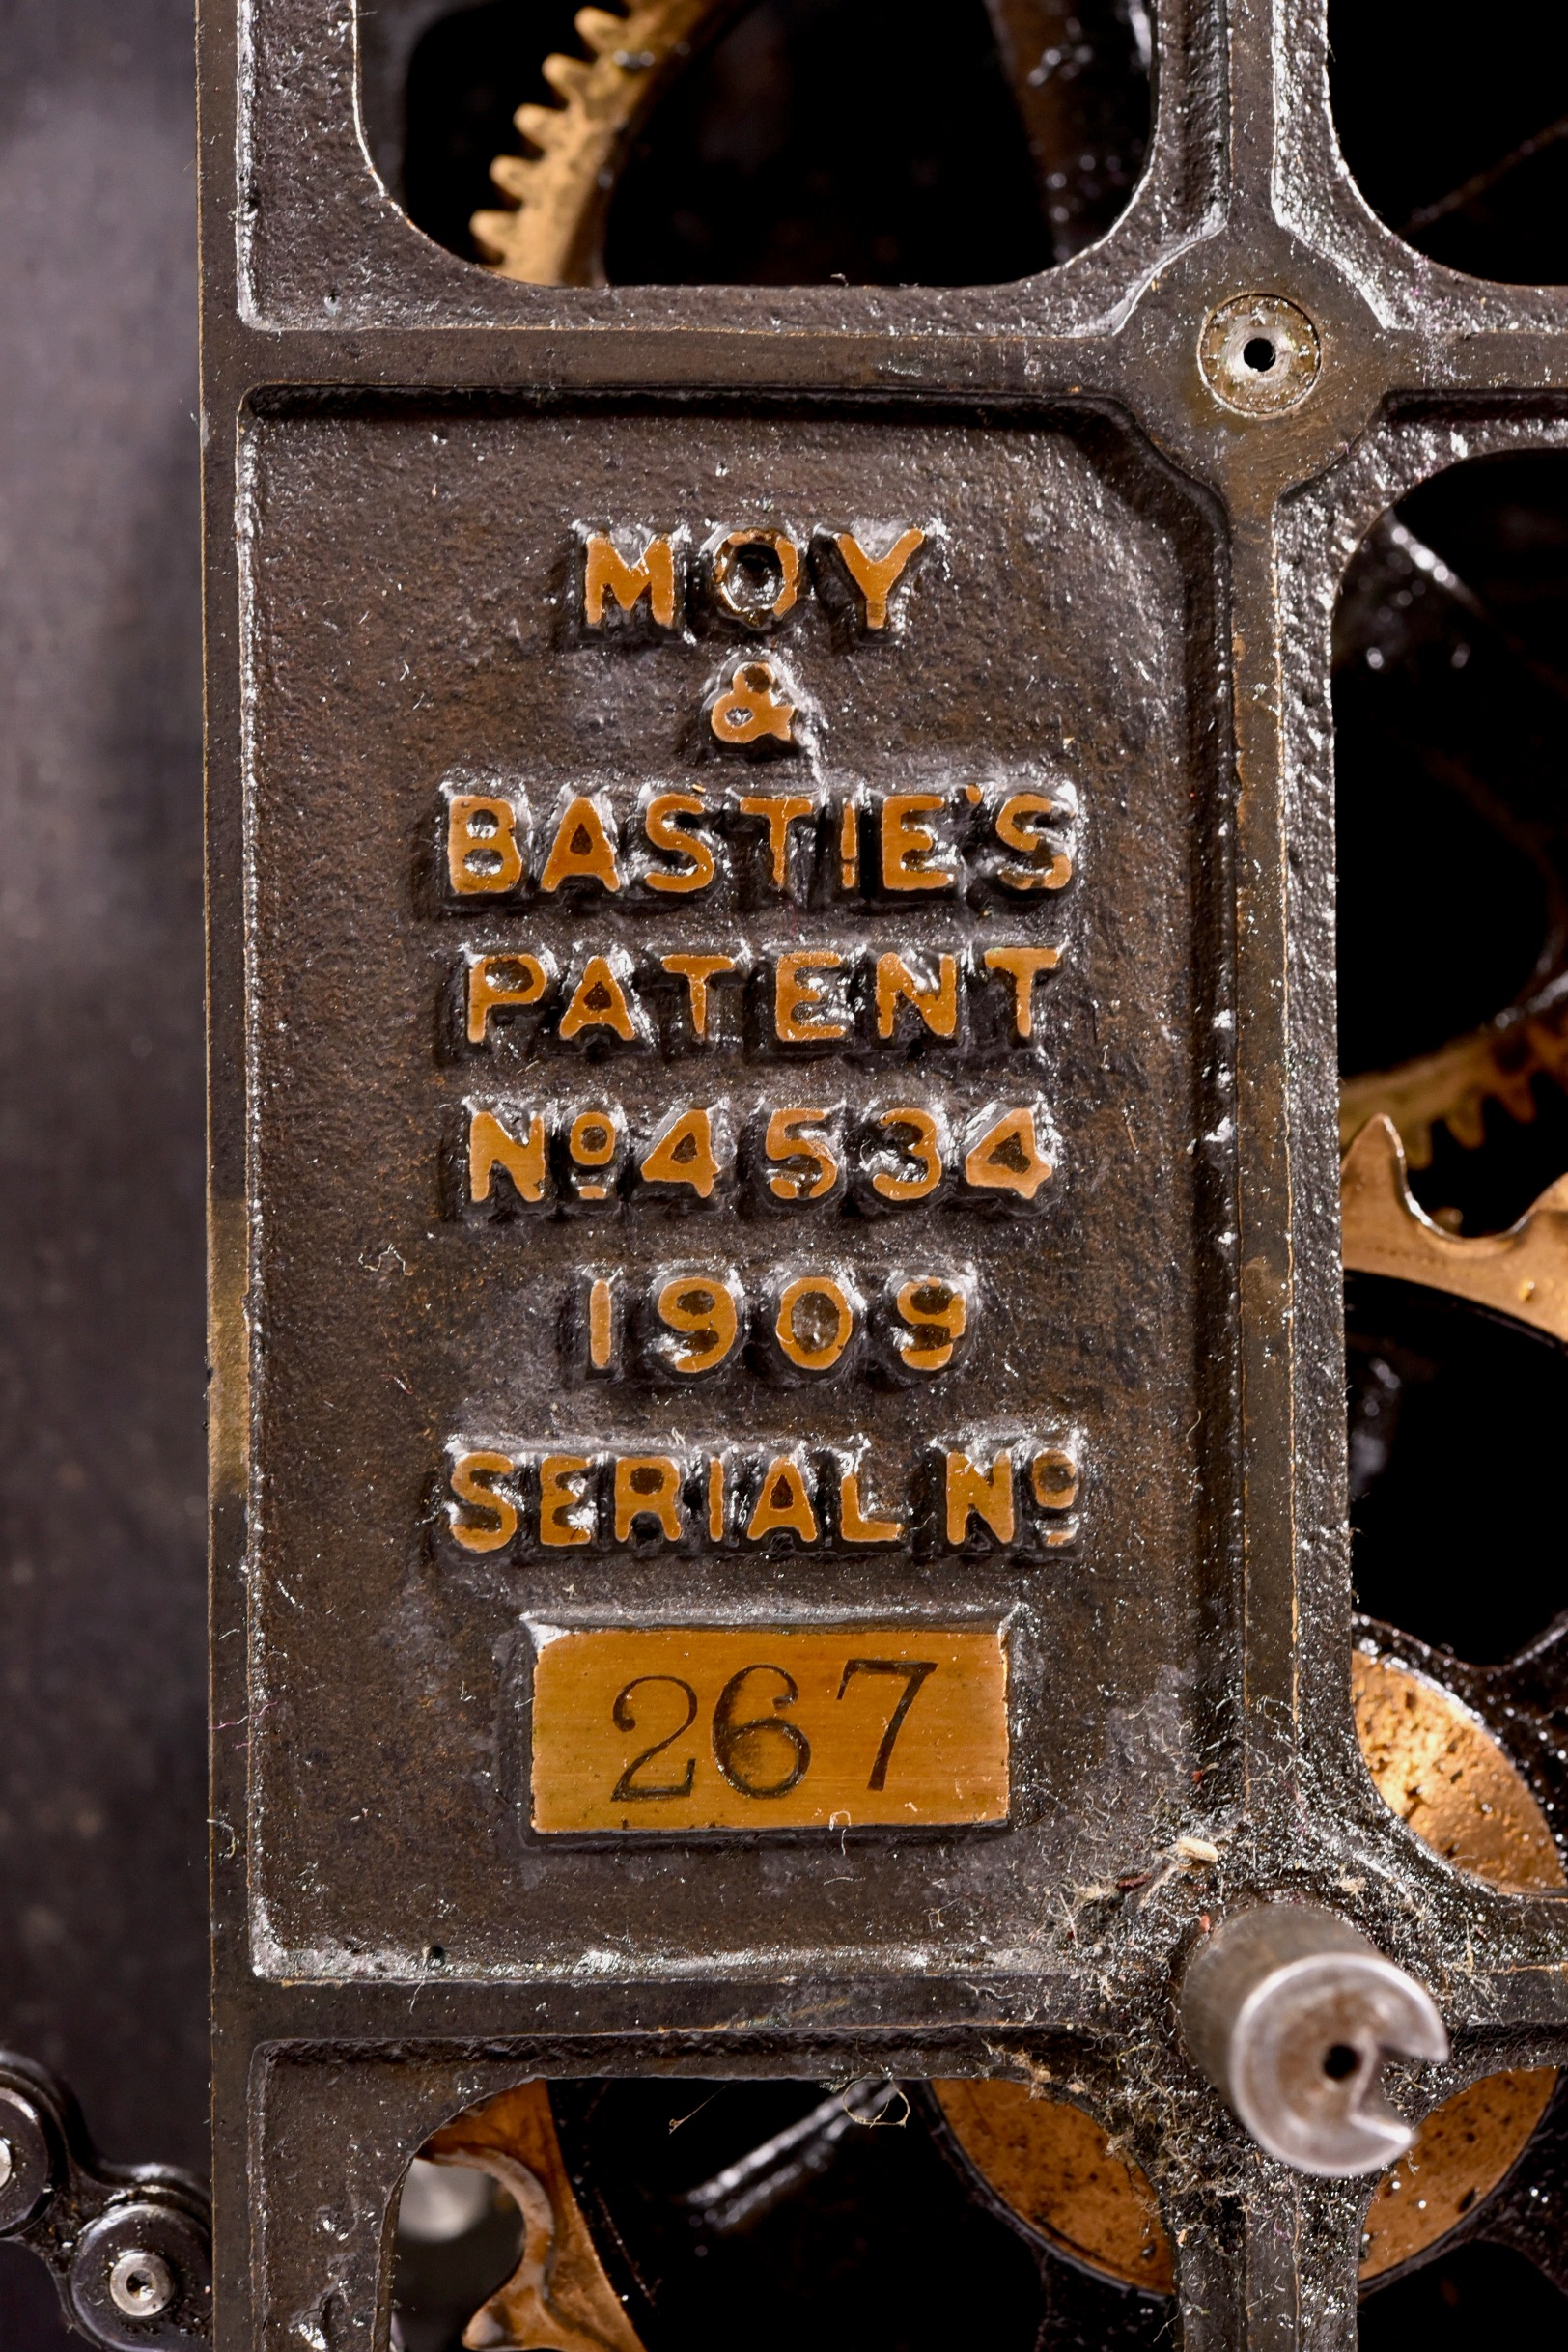 MOY
&
BASTIE'S
PATENT
Nº 4534
1909
SERIAL Nº
267